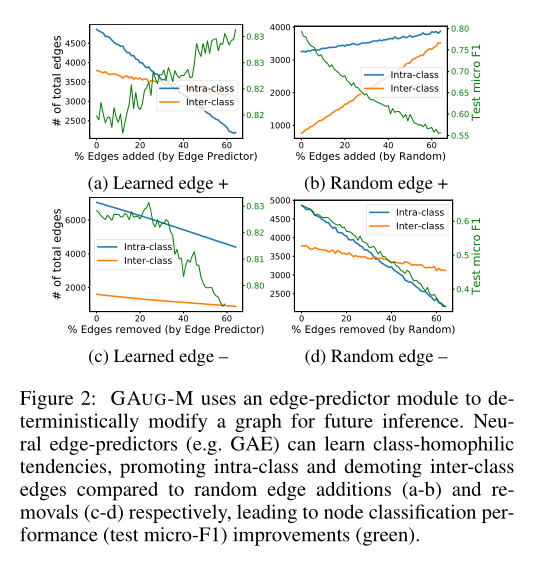 4500
4000
3500
3000
2500
# of total edges
0.83
0.82
0.82
0.82
Intra-class
Inter-class
0 20 40 60
% Edges added (by Edge Predictor)
(a) Learned edge +
4000
3000
2000
1000
0.80
0.75
0.70
0.65
0.60
0.55
Test micro F1
Intra-class
Inter-class
0 20 40 60
% Edges added (by Random)
(b) Random edge +
6000
4000
2000
# of total edges
0.83
0.82
0.82
0.80
Intra-class
Inter-class
0 20 40 60
% Edges removed (by Edge Predictor)
(c) Learned edge –
5000
4500
4000
3500
3000
2500
0.6
0.5
0.4
Test micro F1
Intra-class
Inter-class
0 20 40 60
% Edges removed (by Random)
(d) Random edge –
Figure 2: GAUG-M uses an edge-predictor module to de-
terministically modify a graph for future inference. Neu-
ral edge-predictors (e.g. GAE) can learn class-homophilic
tendencies, promoting intra-class and demoting inter-class
edges compared to random edge additions (a-b) and re-
movals (c-d) respectively, leading to node classification per-
formance (test micro-F1) improvements (green).